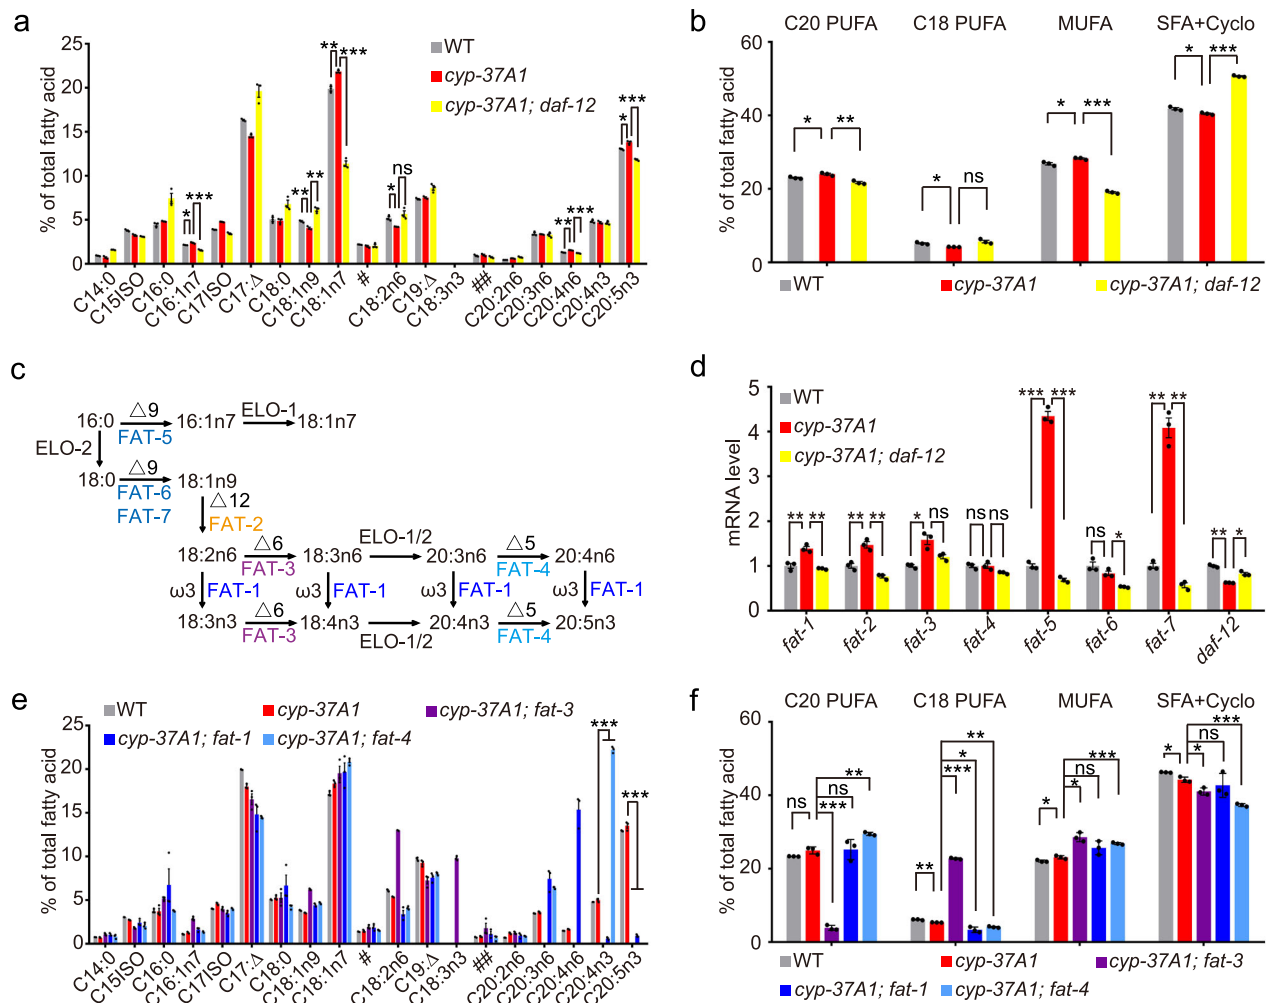 a
% of total fatty acid
25
20
15
10
5
0
WT
cyp-37A1
cyp-37A1; daf-12
* *** ** ** ** *** * ns ** *** * ***
C14:0 C15ISO C16:0 C16:1n7 C17ISO C17:Δ C18:0 C18:1n9 C18:1n7 # C18:2n6 C19:Δ C18:3n3 ## C20:2n6 C20:3n6 C20:4n6 C20:4n3 C20:5n3
b
C20 PUFA C18 PUFA MUFA SFA+Cyclo
% of total fatty acid
60
40
20
0
* ** * ns * *** * ***
WT cyp-37A1 cyp-37A1; daf-12
c
16:0 △9 16:1n7 ELO-1 18:1n7
FAT-5
ELO-2
18:0 △9 18:1n9
FAT-6
FAT-7
△12
FAT-2
18:2n6 △6 18:3n6 ELO-1/2 20:3n6 △5 20:4n6
FAT-3 FAT-4
ω3 FAT-1 FAT-1 ω3 FAT-1 FAT-1
18:3n3 △6 18:4n3 ELO-1/2 20:4n3 △5 20:5n3
FAT-3 FAT-4
d
mRNA level
5
4
3
2
1
0
WT
cyp-37A1
cyp-37A1; daf-12
** ** ** ** * ns ns ns *** *** ns * ** ** ** *
fat-1 fat-2 fat-3 fat-4 fat-5 fat-6 fat-7 daf-12
e
WT cyp-37A1 cyp-37A1; fat-3
cyp-37A1; fat-1 cyp-37A1; fat-4
% of total fatty acid
25
20
15
10
5
0
*** ***
C14:0 C15ISO C16:0 C16:1n7 C17ISO C17:Δ C18:0 C18:1n9 C18:1n7 # C18:2n6 C19:Δ C18:3n3 ## C20:2n6 C20:3n6 C20:4n6 C20:4n3 C20:5n3
f
C20 PUFA C18 PUFA MUFA SFA+Cyclo
% of total fatty acid
60
40
20
0
ns *** ns ** ** *** * ** * * ns *** * * ns ***
WT cyp-37A1 cyp-37A1; fat-3
cyp-37A1; fat-1 cyp-37A1; fat-4